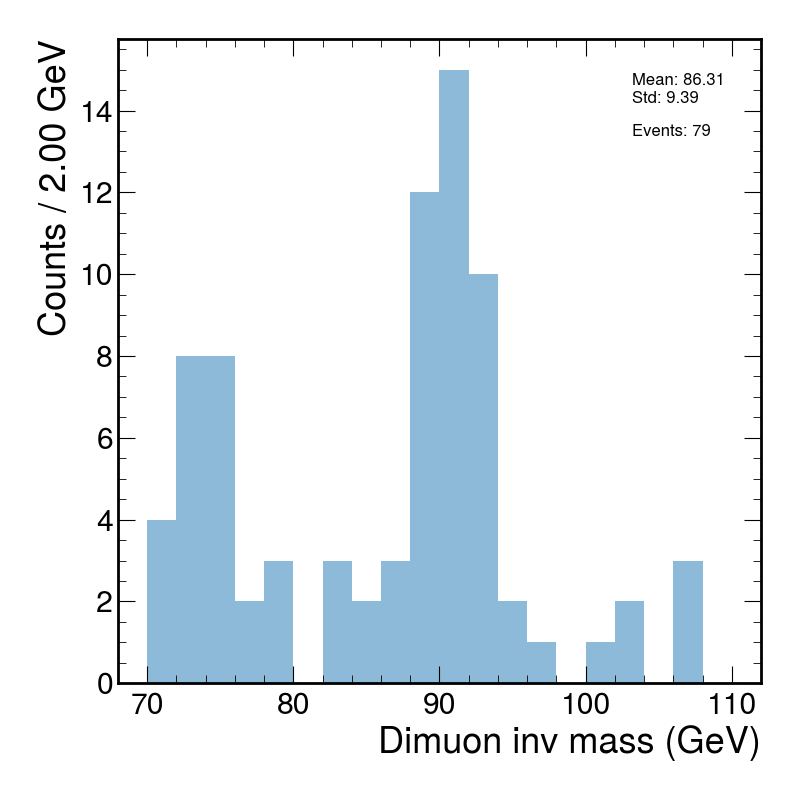 Counts / 2.00 GeV
14
12
10
8
6
4
2
0
Mean: 86.31
Std: 9.39
Events: 79
70 80 90 100 110
Dimuon inv mass (GeV)